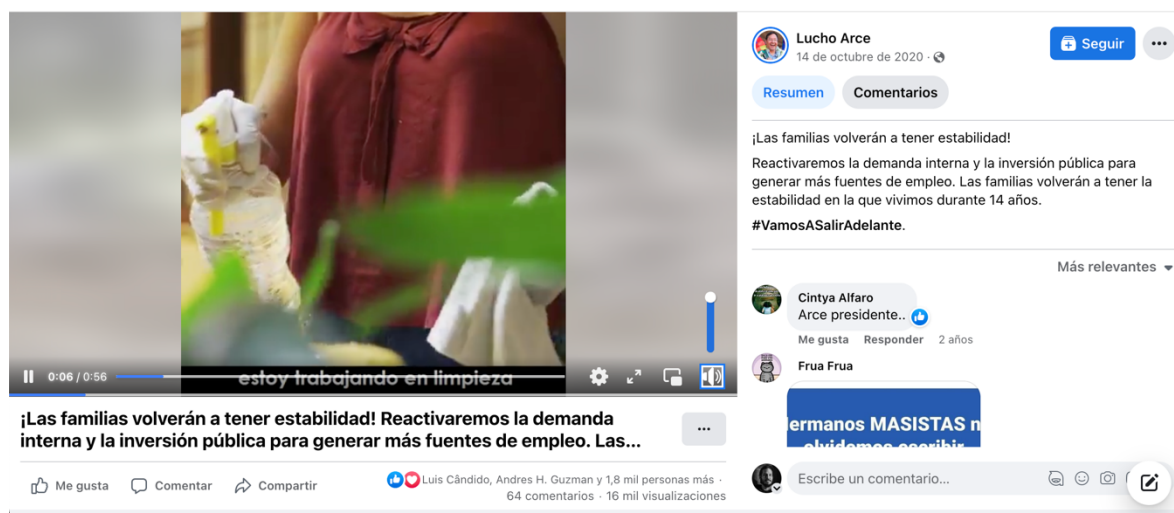 estoy trabajando en limpieza
0:06 / 0:56
¡Las familias volverán a tener estabilidad! Reactivaremos la demanda
interna y la inversión pública para generar más fuentes de empleo. Las...
Me gusta
Comentar
Compartir
Luis Cândido, Andres H. Guzman y 1,8 mil personas más ·
64 comentarios · 16 mil visualizaciones
Lucho Arce
14 de octubre de 2020 ·
Seguir
Resumen
Comentarios
¡Las familias volverán a tener estabilidad!
Reactivaremos la demanda interna y la inversión pública para
generar más fuentes de empleo. Las familias volverán a tener la
estabilidad en la que vivimos durante 14 años.
#VamosASalirAdelante.
Más relevantes
Cintya Alfaro
Arce presidente..
Me gusta Responder 2 años
Frua Frua
ermanos MASISTAS n
olvidemos escribir
Escribe un comentario...